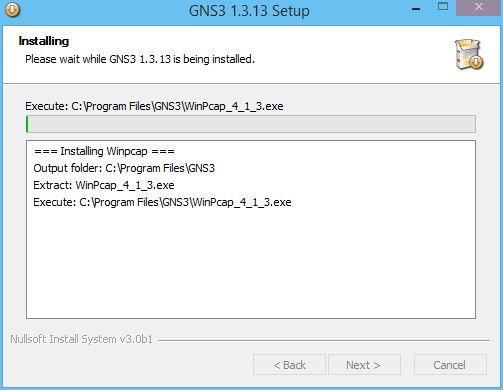 GNS3 1.3.13 Setup
Installing
Please wait while GNS3 1.3.13 is being installed.
Execute: C:\Program Files\GNS3\WinPcap_4_1_3.exe
=== Installing Winpcap ===
Output folder: C:\Program Files\GNS3
Extract: WinPcap_4_1_3.exe
Execute: C:\Program Files\GNS3\WinPcap_4_1_3.exe
Nullsoft Install System v3.0b1
< Back Next > Cancel